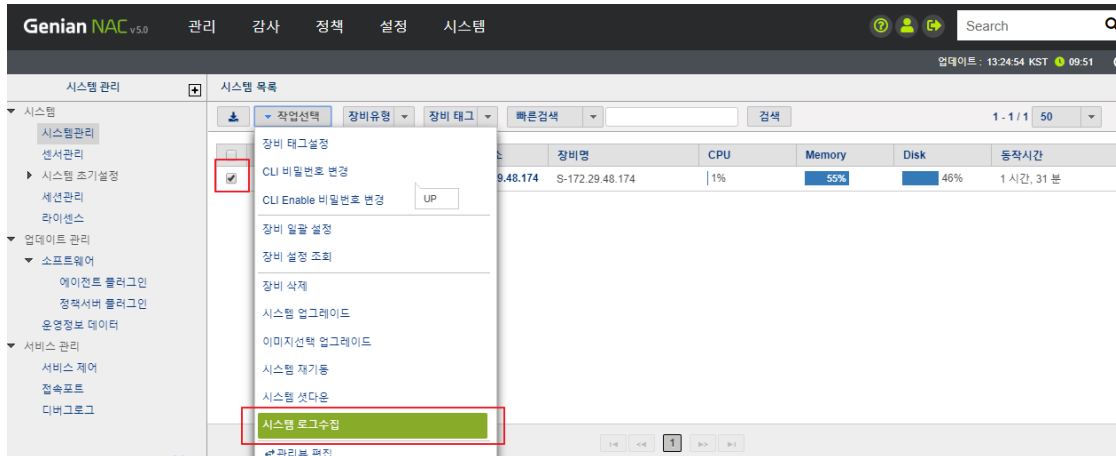 Genian NAC v5.0 관리 감사 정책 설정 시스템 Search
업데이트 : 13:24:54 KST 09:51
시스템 관리
시스템
시스템관리
센서관리
시스템 초기설정
세션관리
라이센스
업데이트 관리
소프트웨어
에이전트 플러그인
정책서버 플러그인
운영정보 데이터
서비스 관리
서비스 제어
접속포트
디버그로그
시스템 목록
작업선택 장비유형 장비 태그 빠른검색 검색 1 - 1 / 1 50
장비명 CPU Memory Disk 동작시간
9.48.174 S-172.29.48.174 1% 55% 46% 1 시간, 31 분
장비 태그설정
CLI 비밀번호 변경
CLI Enable 비밀번호 변경
UP
장비 일괄 설정
장비 설정 조회
장비 삭제
시스템 업그레이드
이미지선택 업그레이드
시스템 재기동
시스템 셧다운
시스템 로그수집
관리뷰 편집
1